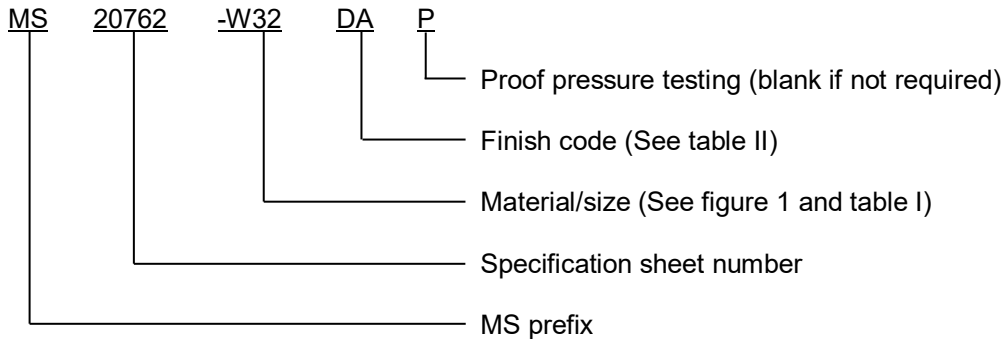 MS 20762 -W32 DA P
Proof pressure testing (blank if not required)
Finish code (See table II)
Material/size (See figure 1 and table I)
Specification sheet number
MS prefix